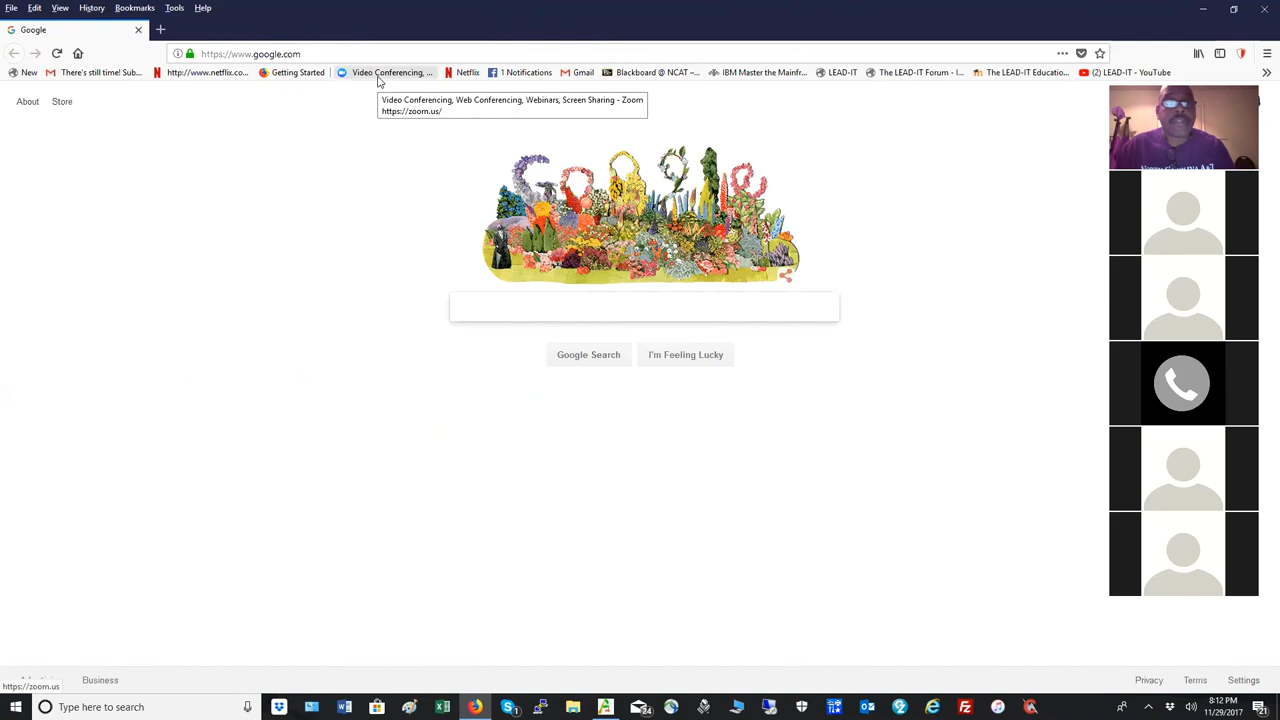 File Edit View History Bookmarks Tools Help
Google
https://www.google.com
New There's still time! Sub... http://www.netflix.co... Getting Started Video Conferencing, ... Netflix 1 Notifications Gmail Blackboard @ NCAT -... IBM Master the Mainfr... LEAD-IT The LEAD-IT Forum - I... The LEAD-IT Educatio... (2) LEAD-IT - YouTube
Video Conferencing, Web Conferencing, Webinars, Screen Sharing - Zoom
https://zoom.us/
About Store
Google
Google Search I'm Feeling Lucky
Business Privacy Terms Settings
https://zoom.us
Type here to search
8:12 PM
11/29/2017